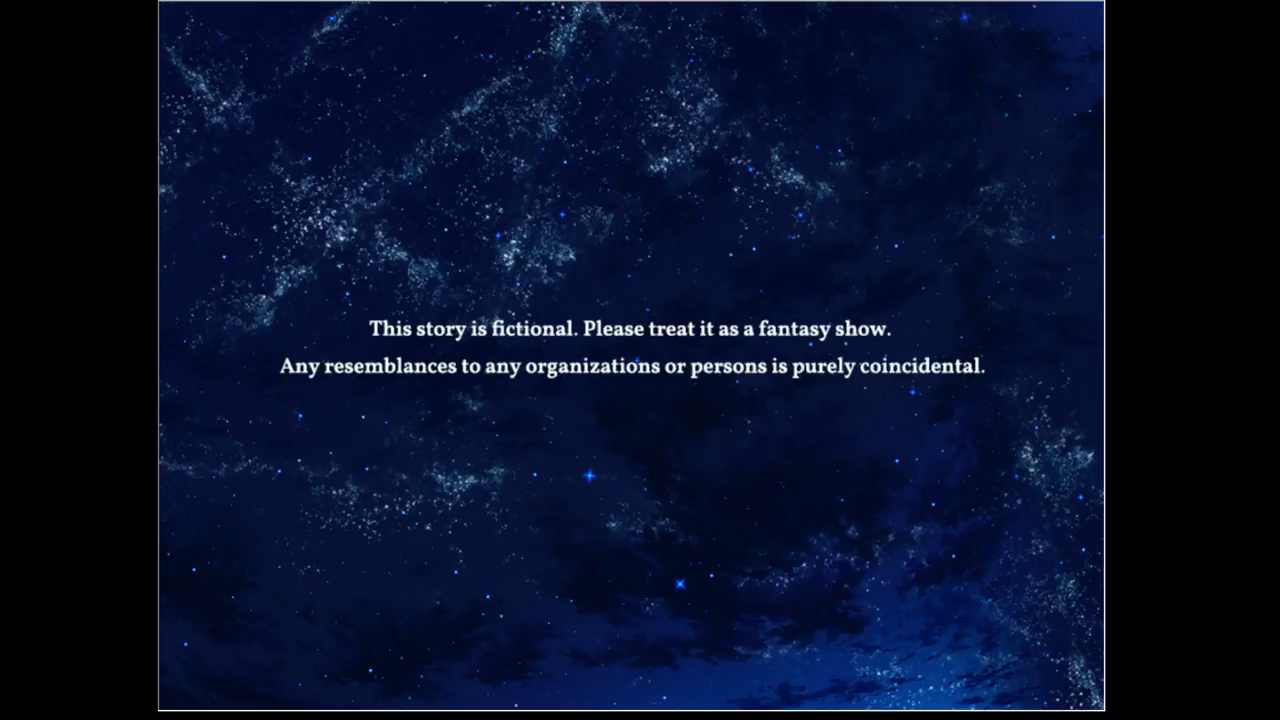 This story is fictional. Please treat it as a fantasy show.
Any resemblances to any organizations or persons is purely coincidental.